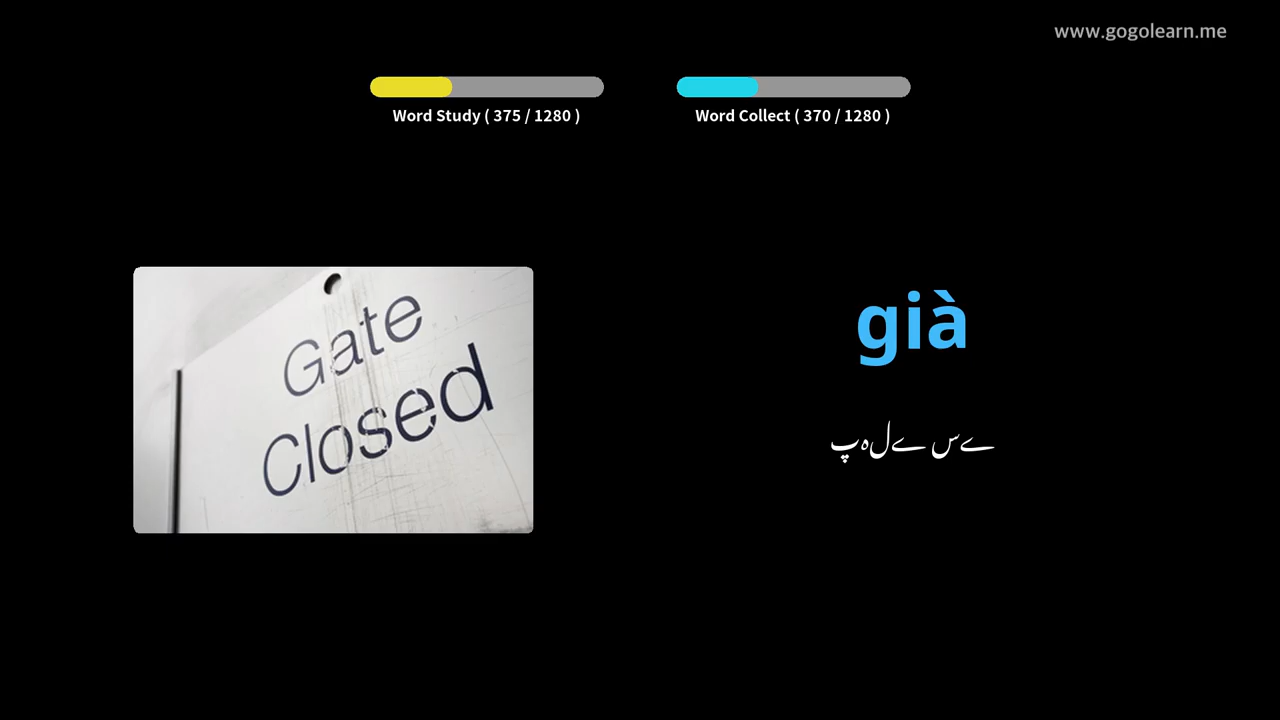 www.gogolearn.me
Word Study ( 375 / 1280 )
Word Collect ( 370 / 1280 )
Gate
Closed
già
پہلے سے